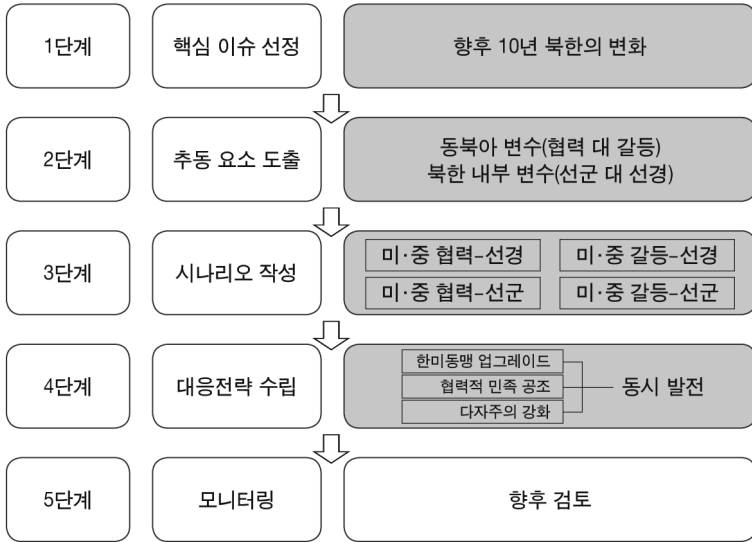 1단계
핵심 이슈 선정
향후 10년 북한의 변화
2단계
추동 요소 도출
동북아 변수(협력 대 갈등)
북한 내부 변수(선군 대 선경)
3단계
시나리오 작성
미·중 협력-선경
미·중 갈등-선경
미·중 협력-선군
미·중 갈등-선군
4단계
대응전략 수립
한미동맹 업그레이드
협력적 민족 공조
다자주의 강화
동시 발전
5단계
모니터링
향후 검토